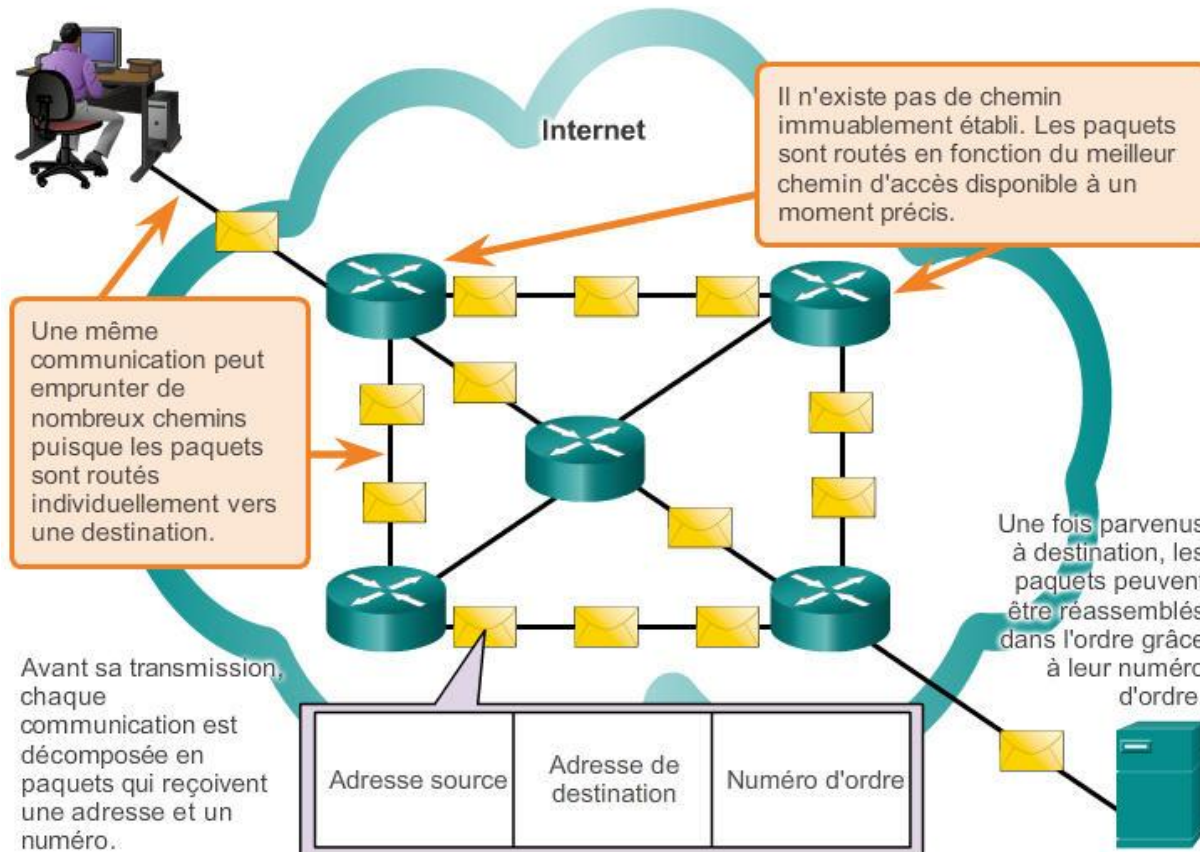 Internet
Il n'existe pas de chemin
immuablement établi. Les paquets
sont routés en fonction du meilleur
chemin d'accès disponible à un
moment précis.
Une même
communication peut
emprunter de
nombreux chemins
puisque les paquets
sont routés
individuellement vers
une destination.
Une fois parvenus
à destination, les
paquets peuvent
être réassemblés
dans l'ordre grâce
à leur numéro
d'ordre
Avant sa transmission,
chaque
communication est
décomposée en
paquets qui reçoivent
une adresse et un
numéro.
Adresse source
Adresse de
destination
Numéro d'ordre